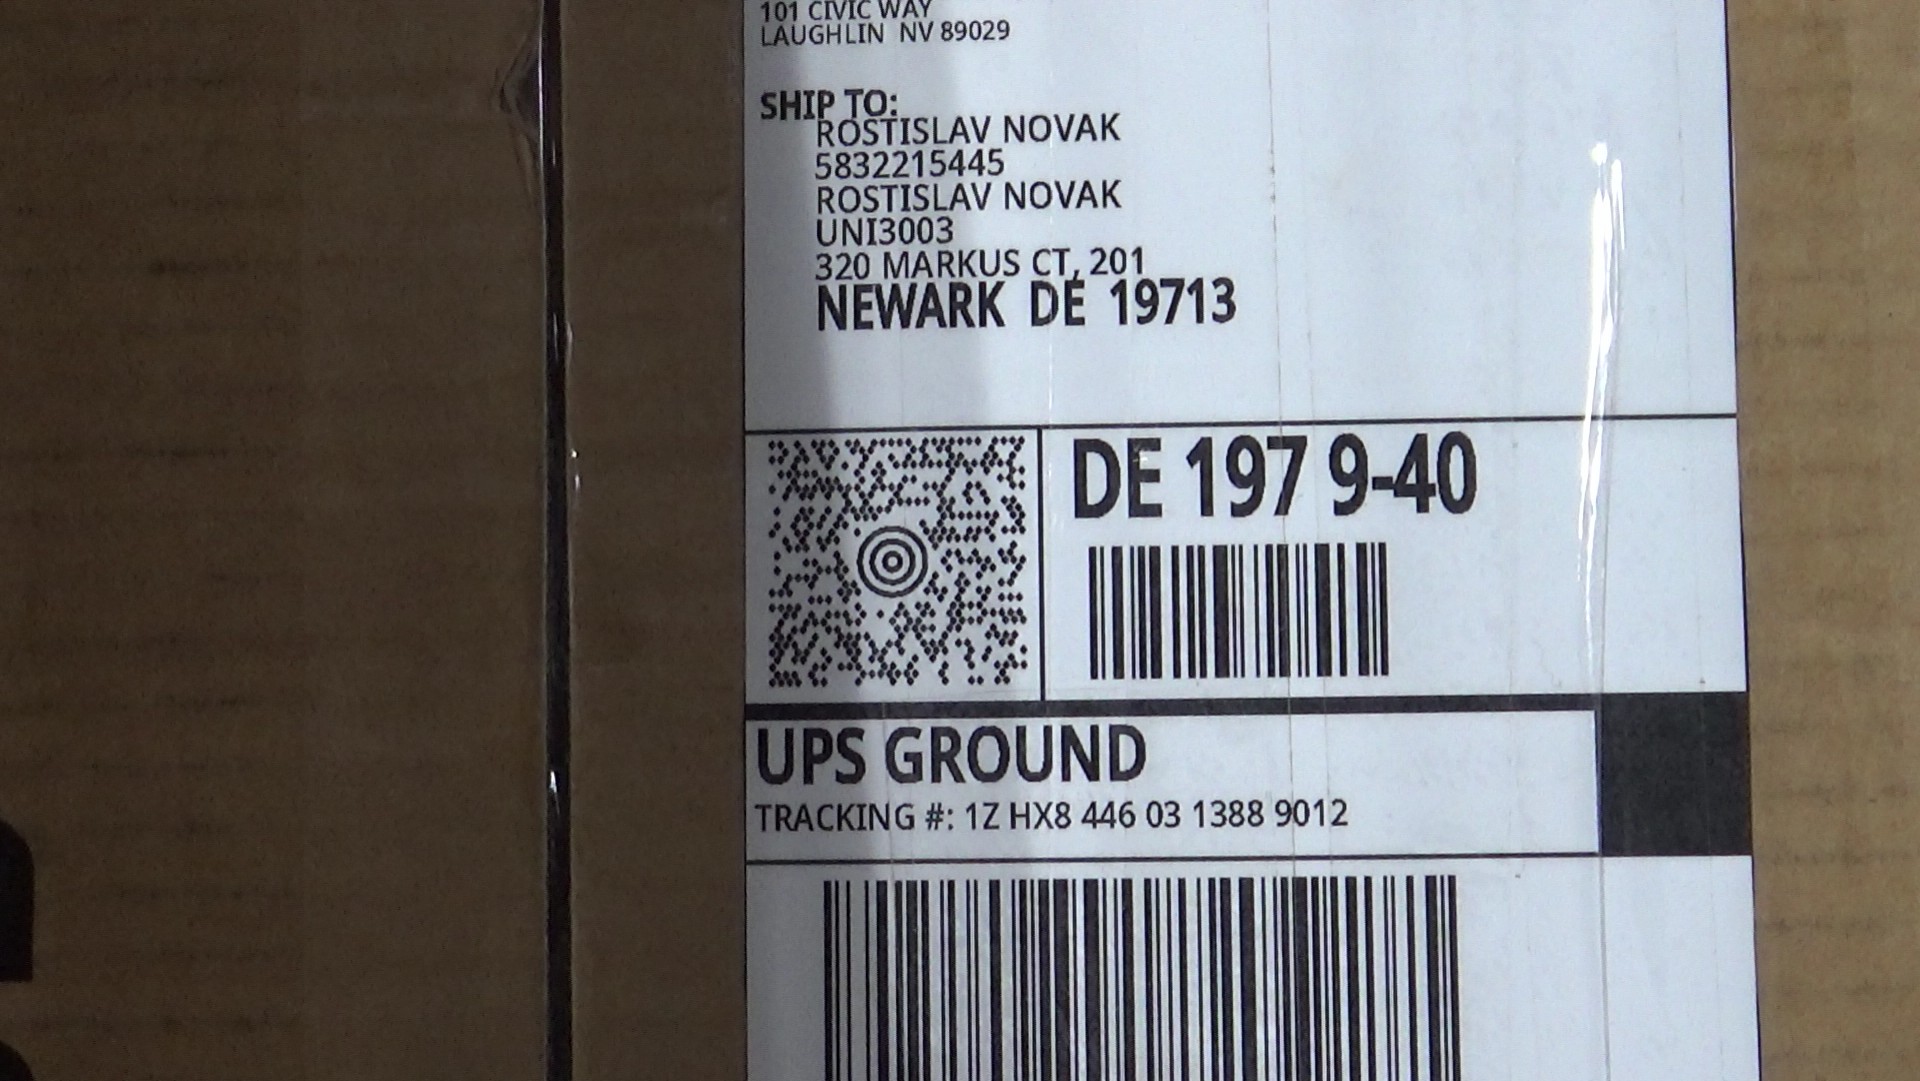 101 CIVIC WAY
LAUGHLIN NV 89029
SHIP TO:
ROSTISLAV NOVAK
5832215445
ROSTISLAV NOVAK
UNI3003
320 MARKUS CT, 201
NEWARK DE 19713
DE 197 9-40
UPS GROUND
TRACKING #: 1Z HX8 446 03 1388 9012